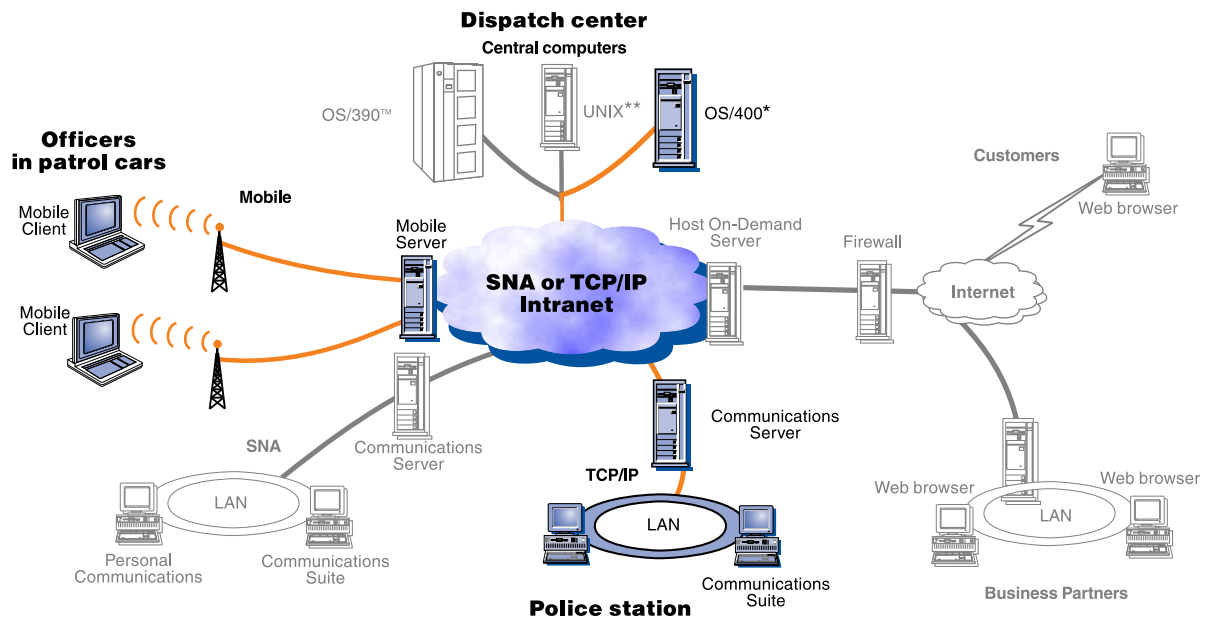 Dispatch center
Central computers
OS/390™
UNIX**
OS/400*
Officers
in patrol cars
Mobile
Mobile
Client
Mobile
Server
Host On-Demand
Server
Firewall
Customers
Web browser
SNA or TCP/IP
Intranet
Internet
Mobile
Client
SNA
Communications
Server
Communications
Server
TCP/IP
LAN
Personal
Communications
Communications
Suite
LAN
Communications
Suite
Police station
Web browser
Web browser
LAN
Business Partners